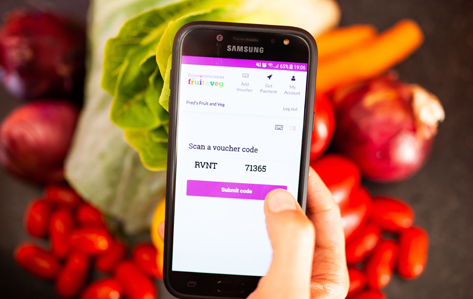 SAMSUNG
65% 19:06
fruit&veg
Add Voucher
Get Payment
My Account
Fred's Fruit and Veg
Log out
Scan a voucher code
RVNT 71365
Submit code